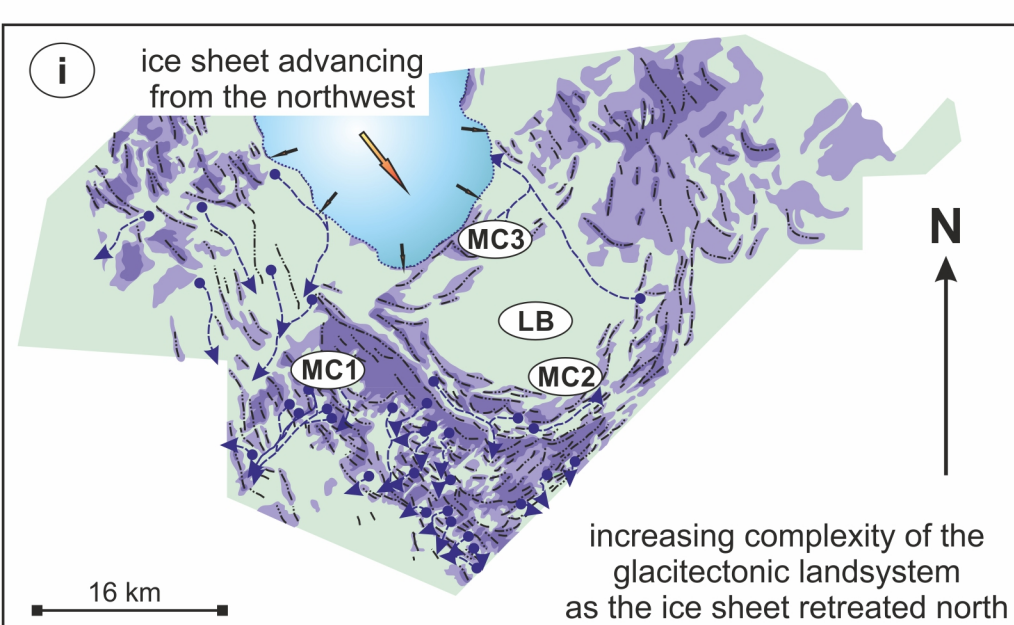 i
ice sheet advancing
from the northwest
MC3
N
LB
MC1
MC2
increasing complexity of the
glacitectonic landsystem
as the ice sheet retreated north
16 km